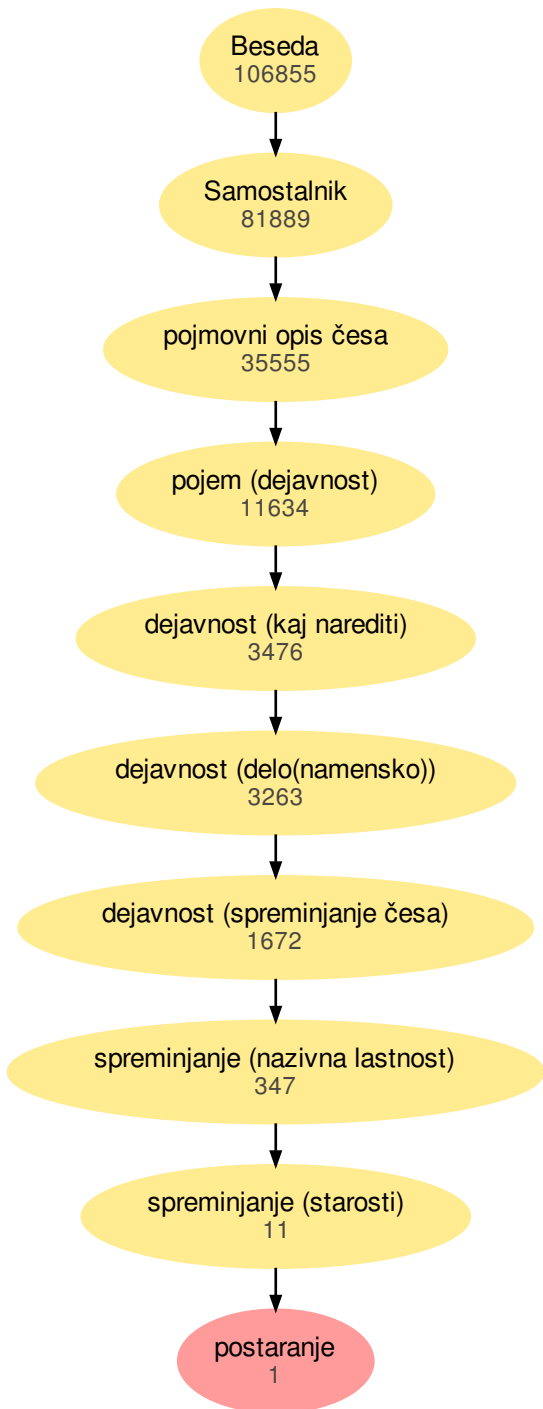 Beseda
106855
Samostalnik
81889
pojmovni opis česa
35555
pojem (dejavnost)
11634
dejavnost (kaj narediti)
3476
dejavnost (delo(namensko))
3263
dejavnost (spreminjanje česa)
1672
spreminjanje (nazivna lastnost)
347
spreminjanje (starosti)
11
postaranje
1